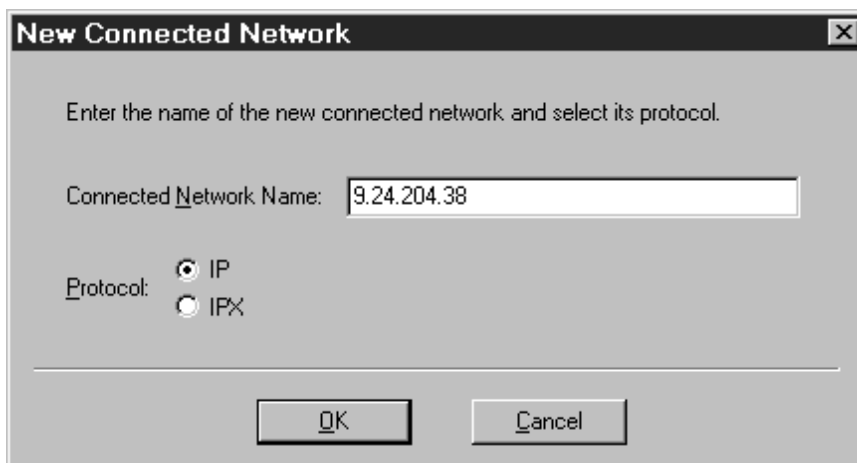 New Connected Network
Enter the name of the new connected network and select its protocol.
Connected Network Name: 9.24.204.38
Protocol:
IP
IPX
OK Cancel